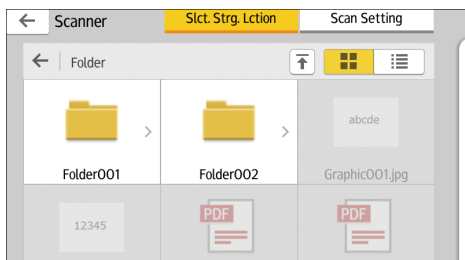 Scanner
Slct. Strg. Lction
Scan Setting
Folder
abcde
Folder001
Folder002
Graphic001.jpg
12345
PDF
PDF